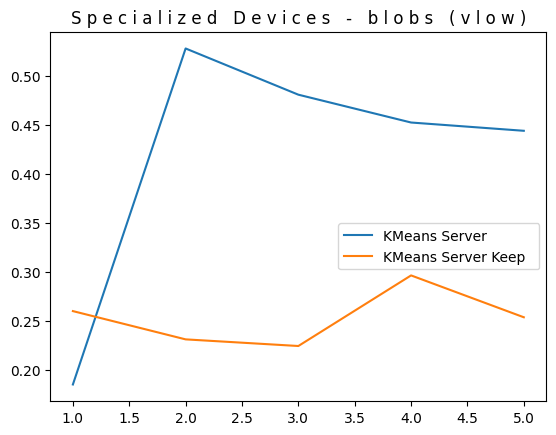 S p e c i a l i z e d   D e v i c e s   -   b l o b s   ( v l o w )
0.50
0.45
0.40
0.35
0.30
0.25
0.20
KMeans Server
KMeans Server Keep
1.0 1.5 2.0 2.5 3.0 3.5 4.0 4.5 5.0